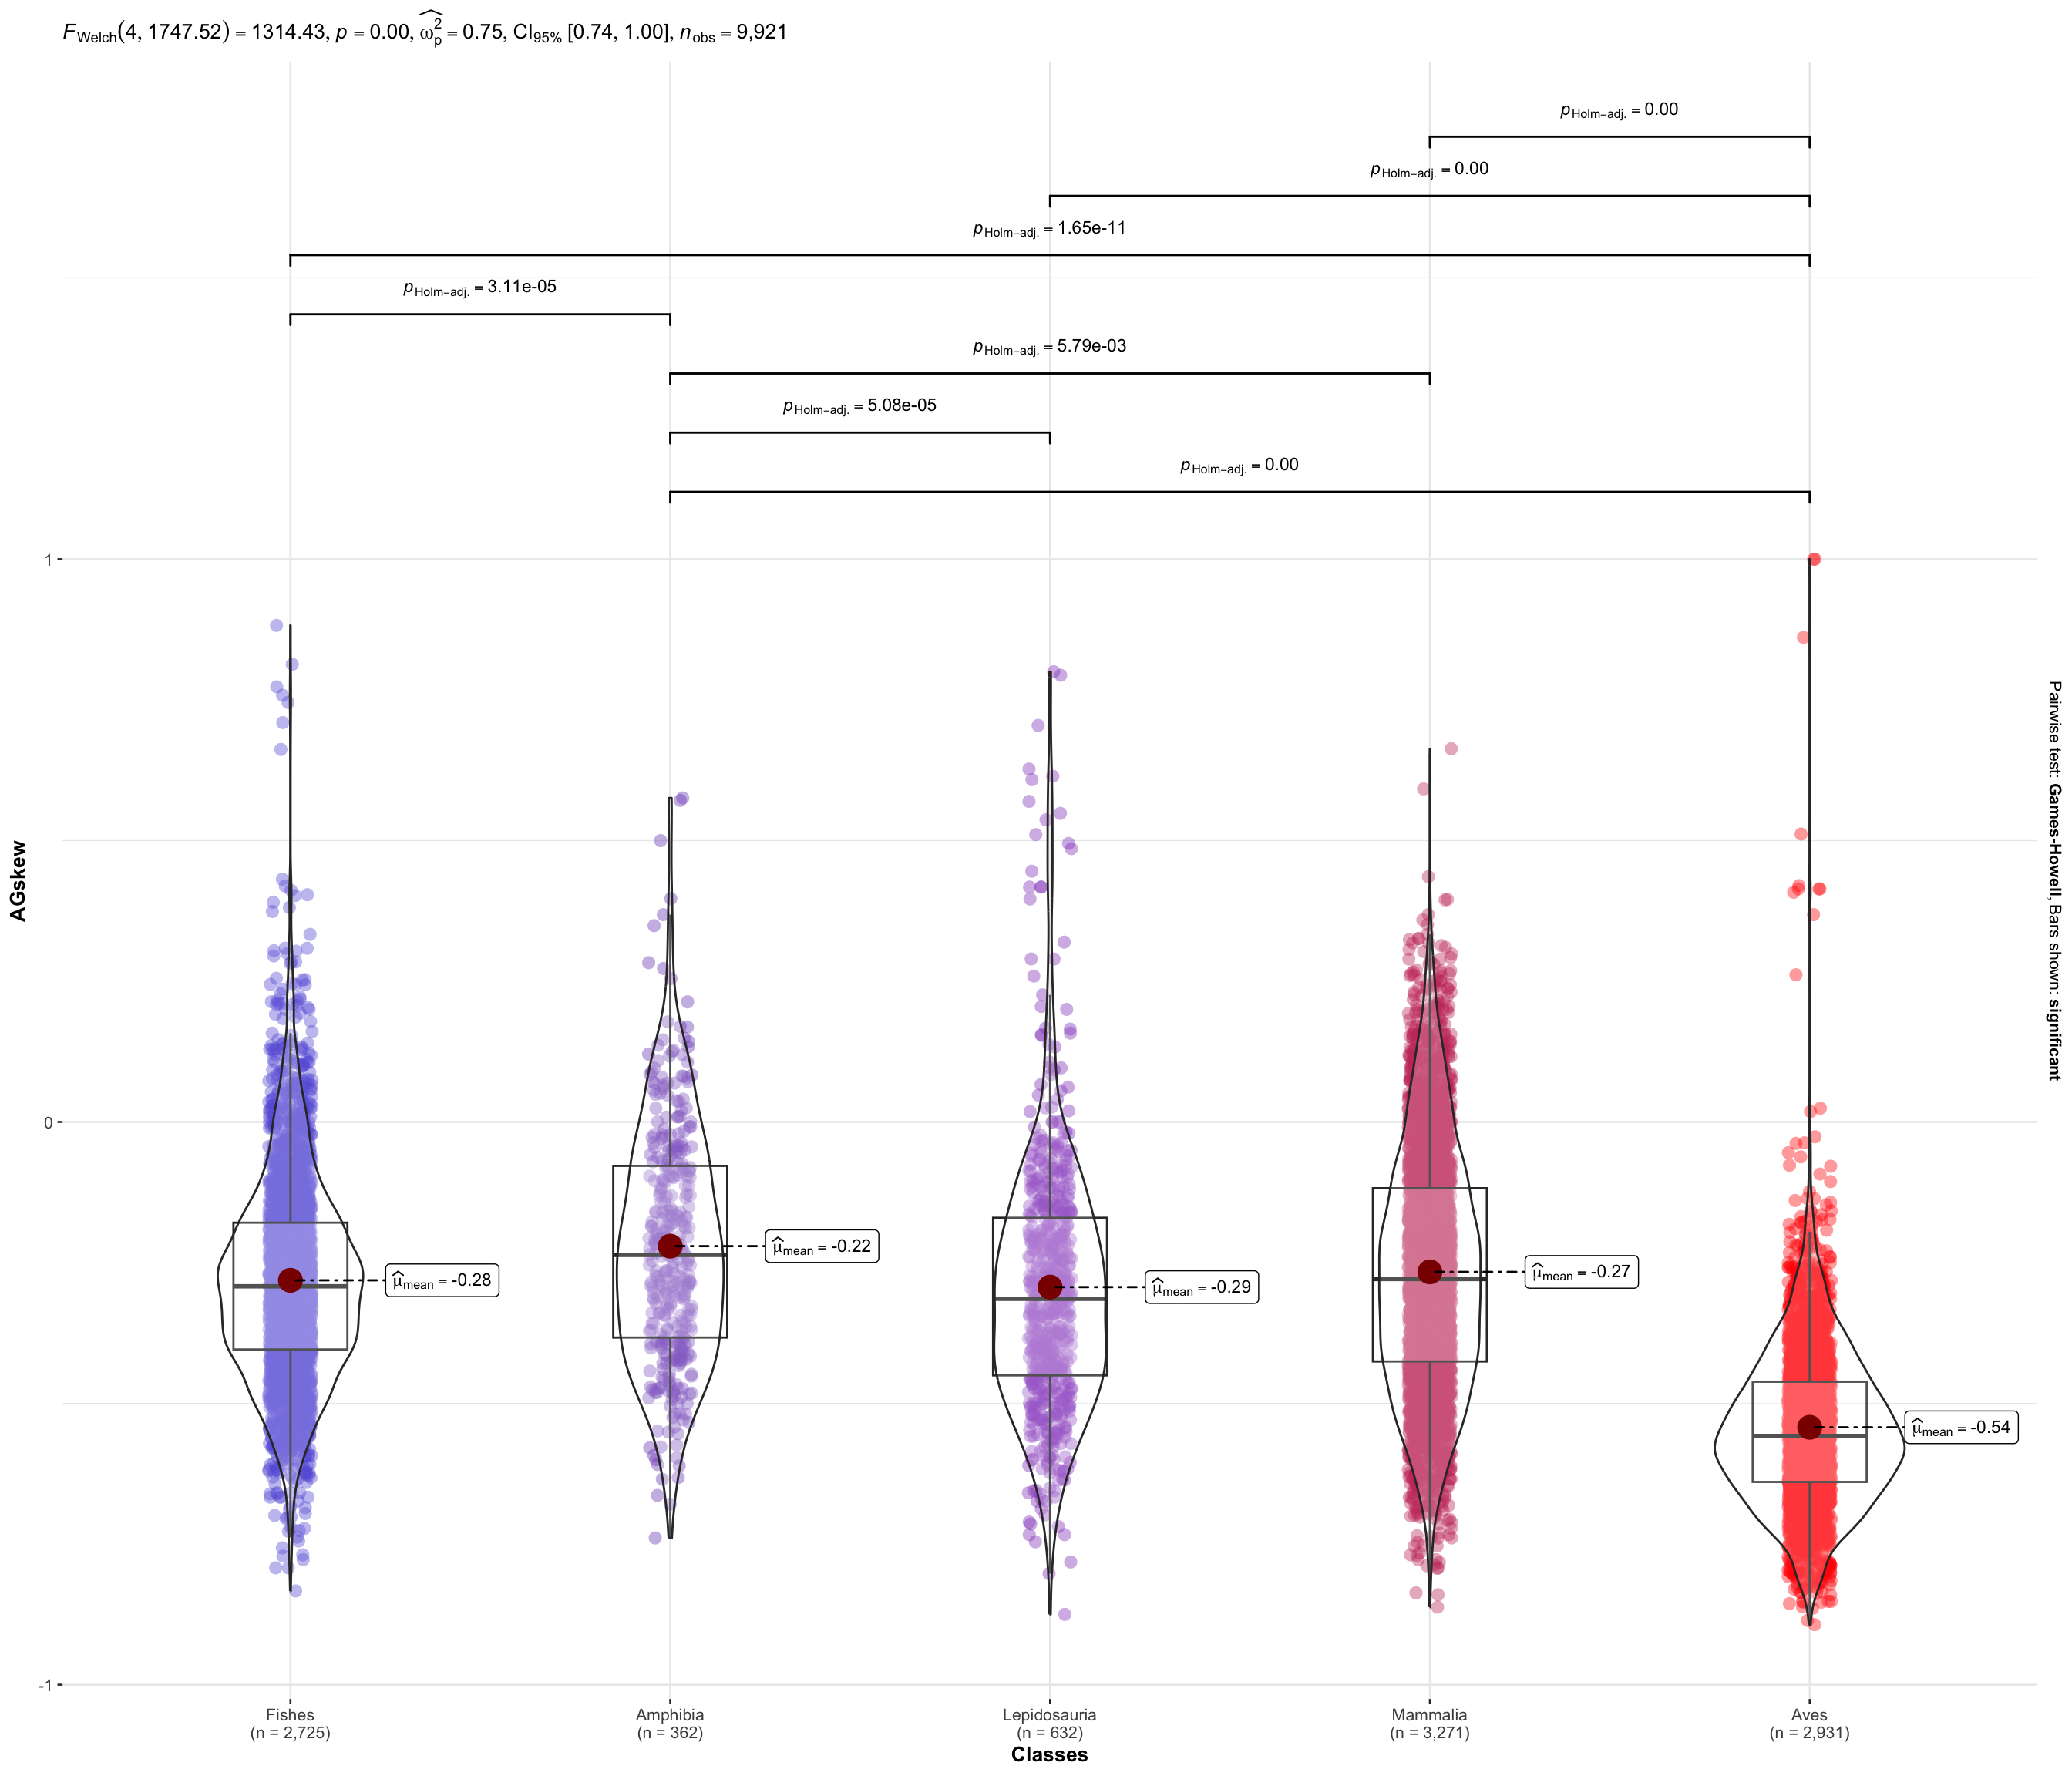 F Welch(4, 1747.52) = 1314.43, p = 0.00, ω̂²p = 0.75, CI95% [0.74, 1.00], nobs = 9,921
pHolm−adj. = 0.00
pHolm−adj. = 0.00
pHolm−adj. = 1.65e-11
pHolm−adj. = 3.11e-05
pHolm−adj. = 5.79e-03
pHolm−adj. = 5.08e-05
pHolm−adj. = 0.00
1
0
-1
AGskew
μ̂mean = -0.28
μ̂mean = -0.22
μ̂mean = -0.29
μ̂mean = -0.27
μ̂mean = -0.54
Pairwise test: Games-Howell, Bars shown: significant
Fishes
(n = 2,725)
Amphibia
(n = 362)
Lepidosauria
(n = 632)
Mammalia
(n = 3,271)
Aves
(n = 2,931)
Classes